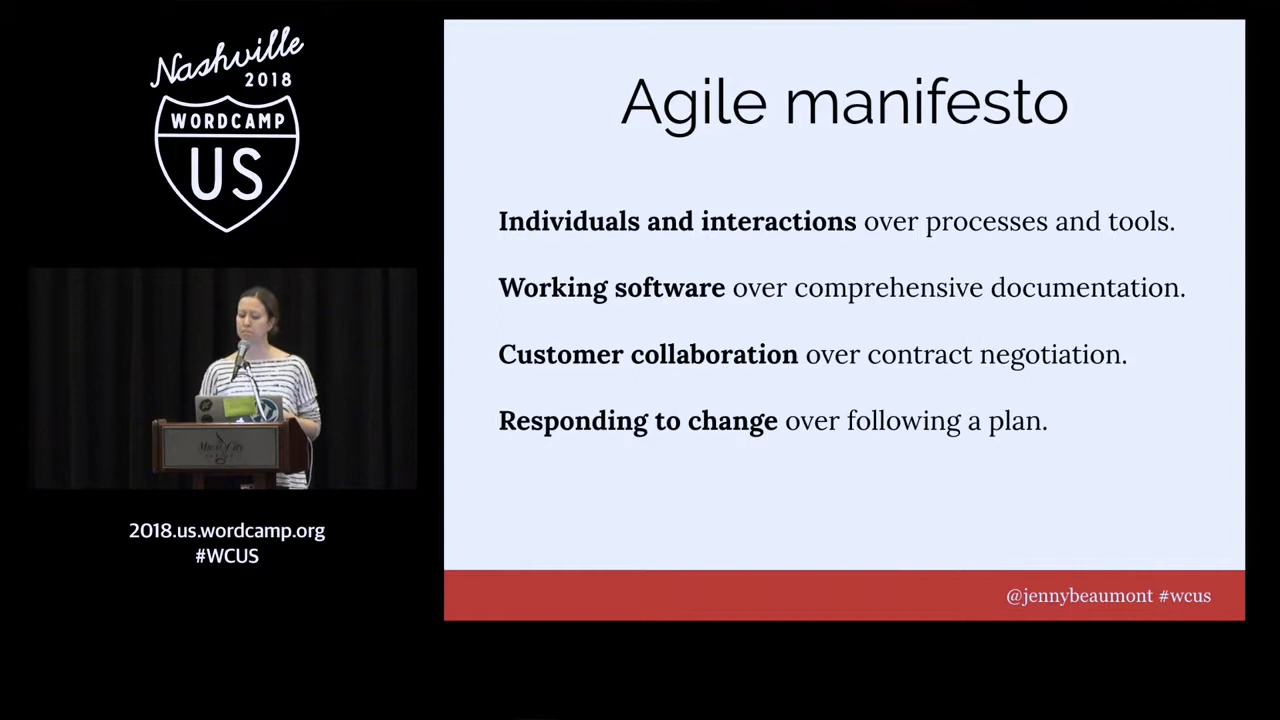 Nashville
2018
WORDCAMP
US
2018.us.wordcamp.org
#WCUS
Agile manifesto
Individuals and interactions over processes and tools.
Working software over comprehensive documentation.
Customer collaboration over contract negotiation.
Responding to change over following a plan.
@jennybeaumont #wcus